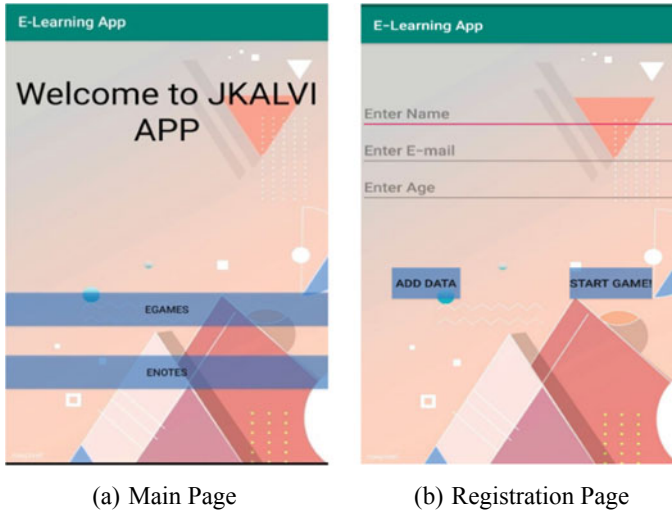 E-Learning App
Welcome to JKALVI
APP
EGAMES
ENOTES
(a) Main Page
E-Learning App
Enter Name
Enter E-mail
Enter Age
ADD DATA
START GAME!
(b) Registration Page